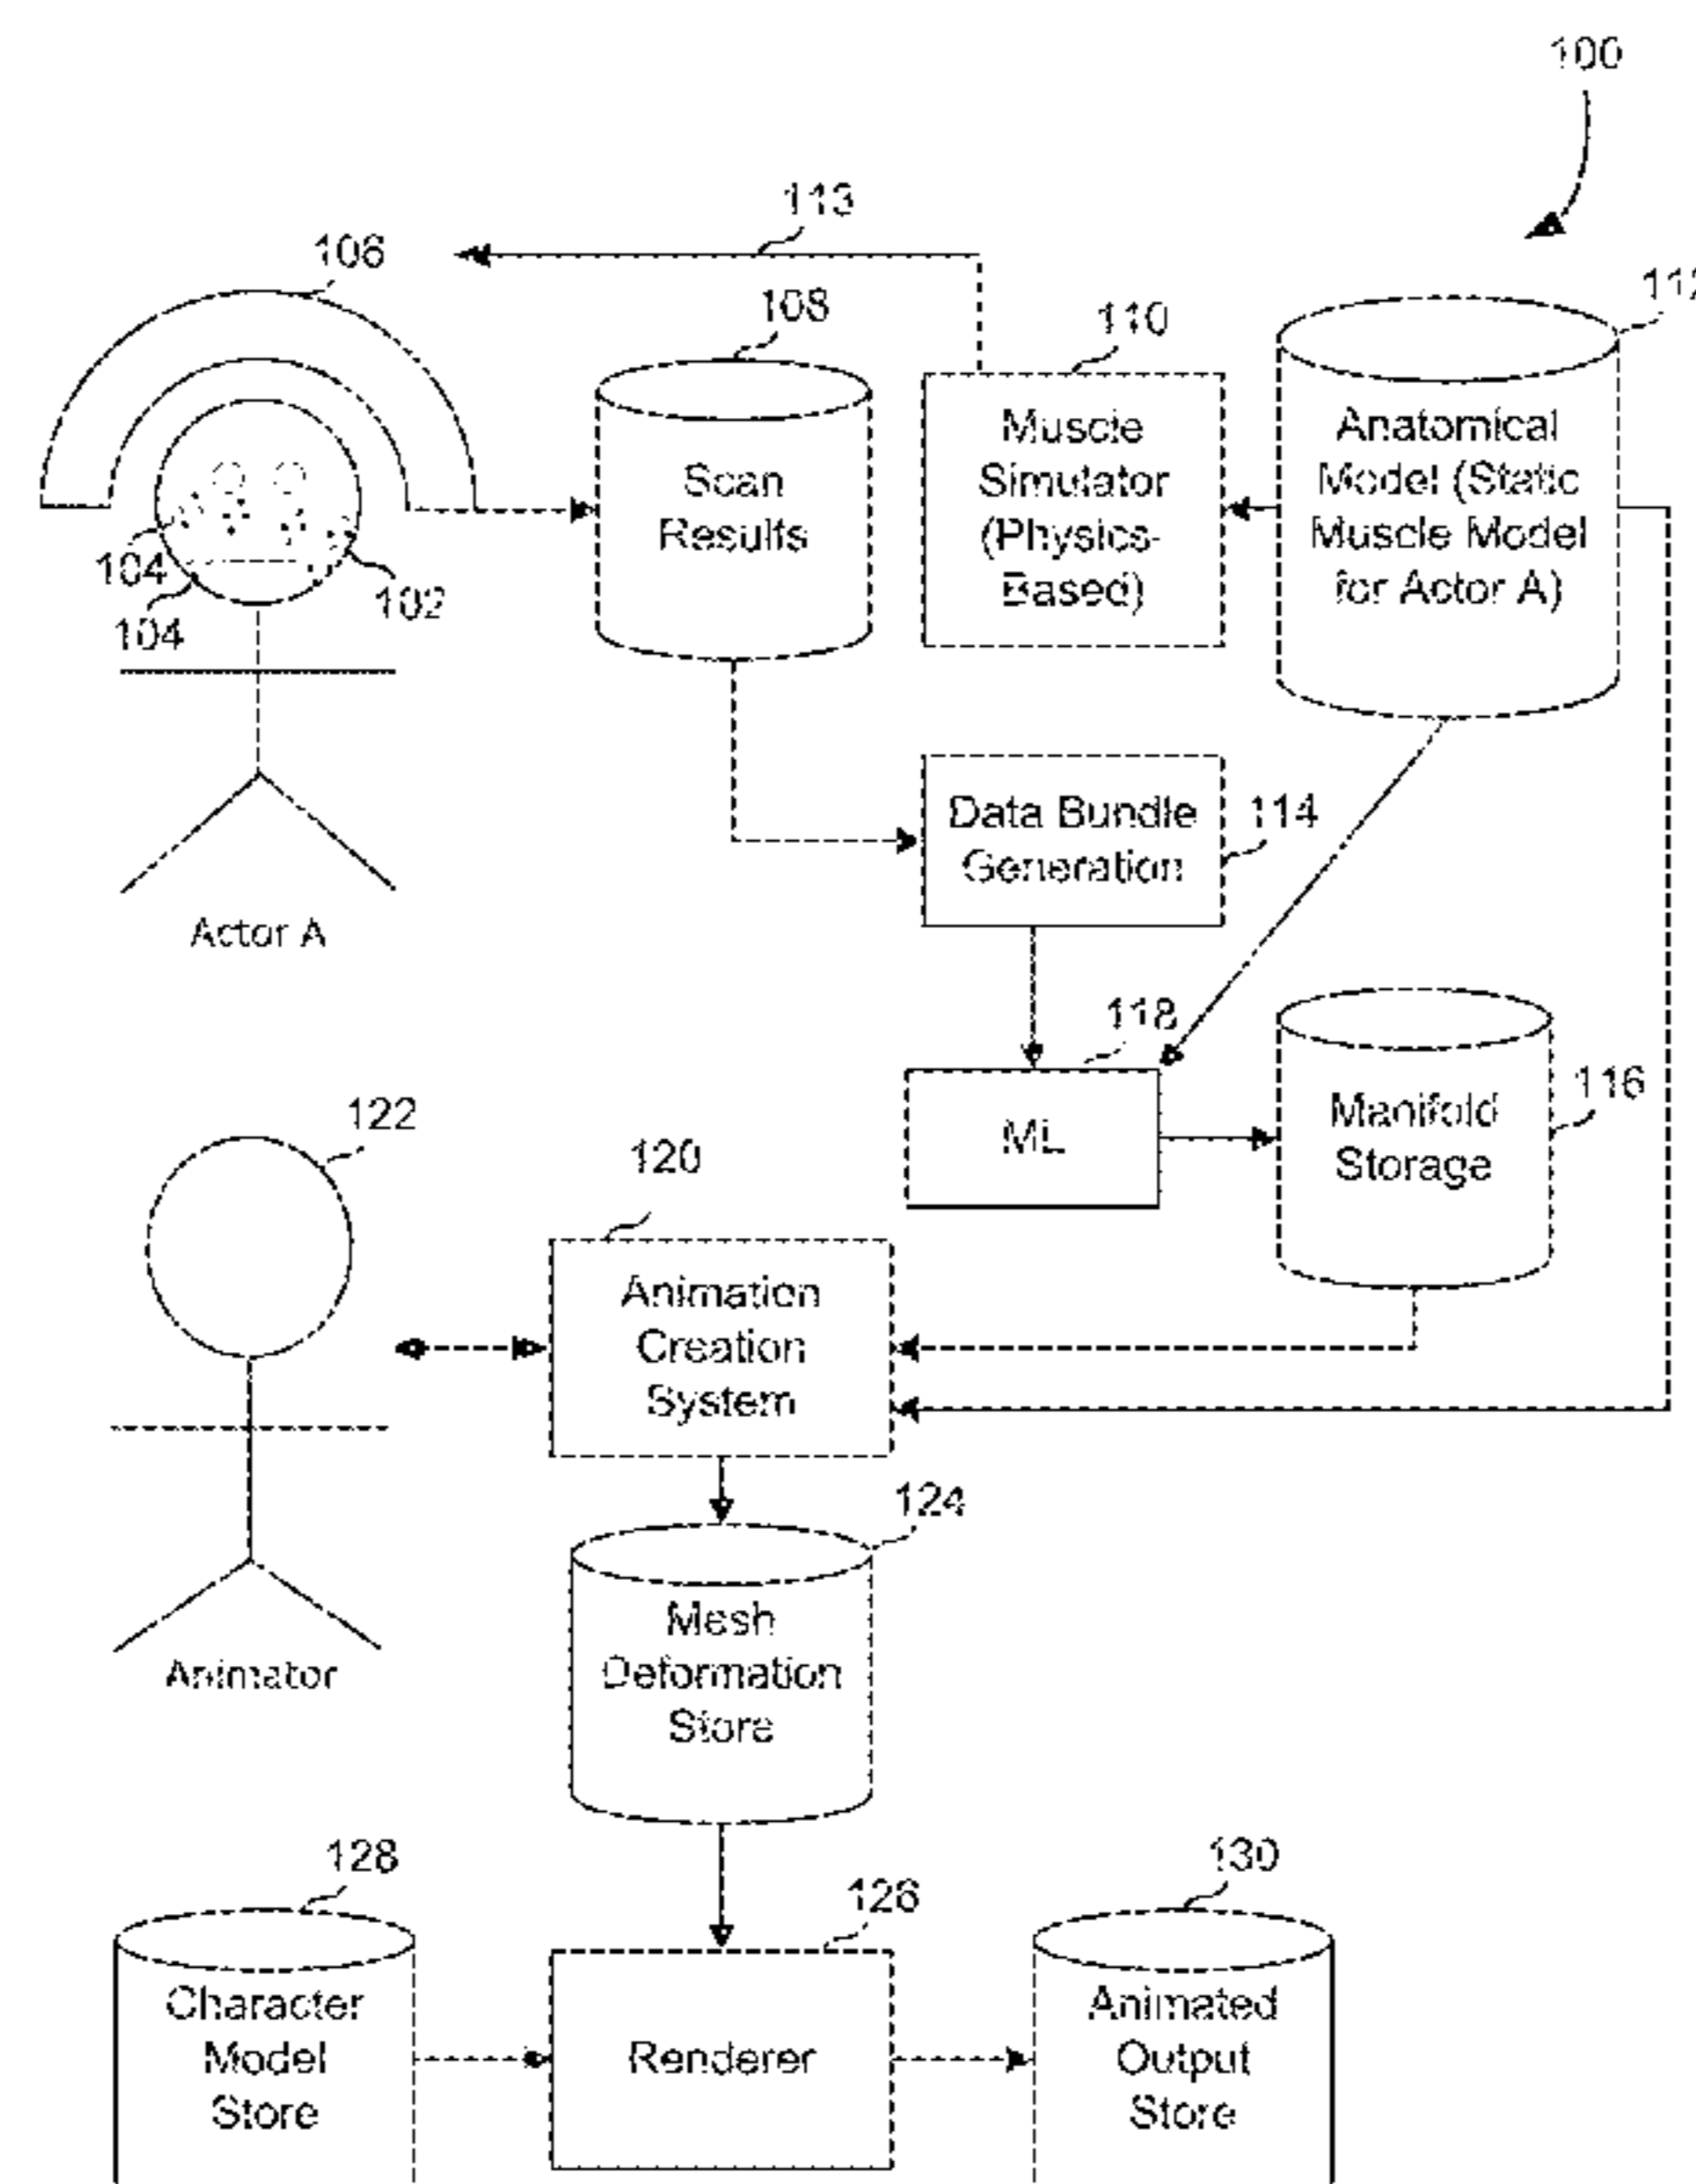 100
113
106
108
110
Scan
Results
Muscle
Simulator
(Physics-
Based)
Anatomical
Model (Static
Muscle Model
for Actor A)
104
104
102
Actor A
Data Bundle
Generation
114
118
ML
Manifold
Storage
116
122
120
Animation
Creation
System
Animator
124
Mesh
Deformation
Store
128
126
130
Character
Model
Store
Renderer
Animated
Output
Store